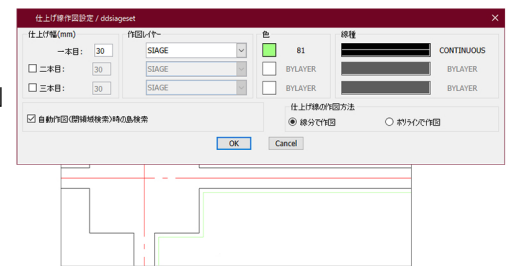 仕上げ線作図設定 / ddsiageset
仕上げ幅(mm) 作図レイヤー 色 線種
一本目: 30 SIAGE 81 CONTINUOUS
二本目: 30 SIAGE BYLAYER BYLAYER
三本目: 30 SIAGE BYLAYER BYLAYER
仕上げ線の作図方法
自動作図(閉領域検索)時の島検索 線分で作図 ポリラインで作図
OK Cancel